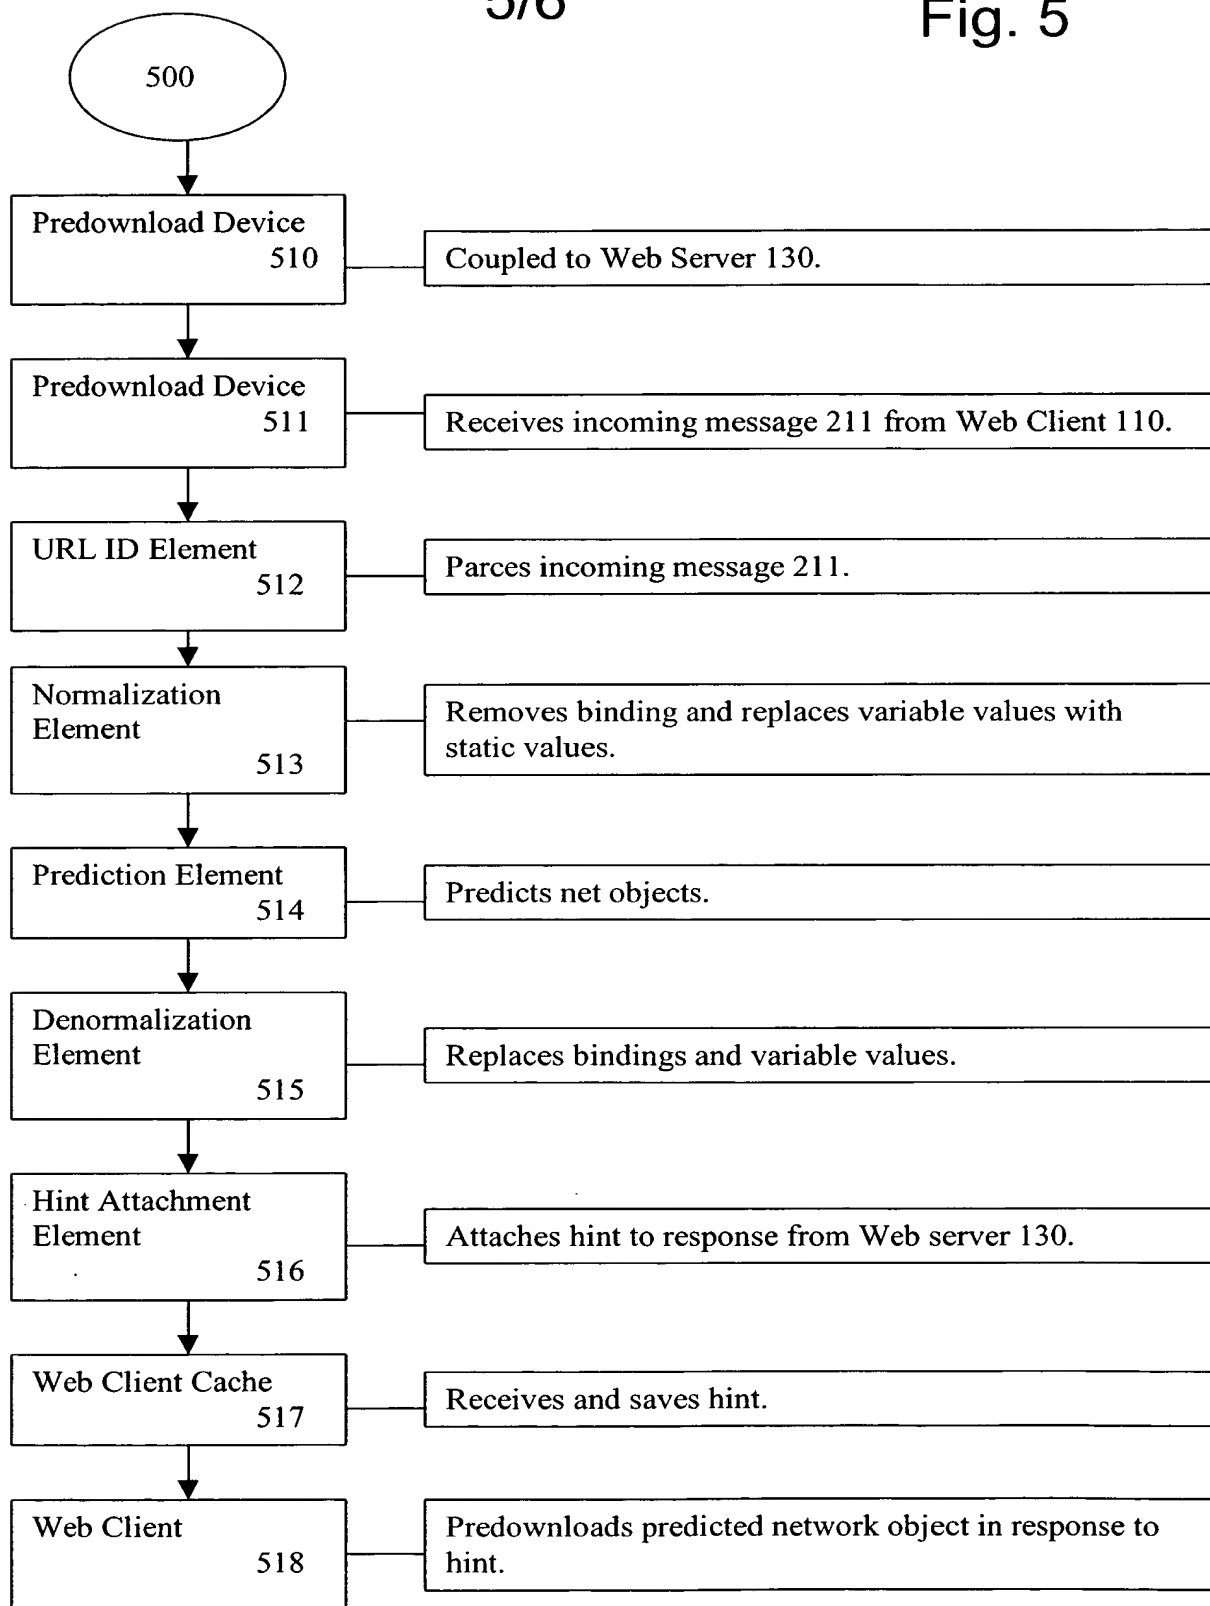 5/6
Fig. 5
500
Predownload Device
510
Coupled to Web Server 130.
Predownload Device
511
Receives incoming message 211 from Web Client 110.
URL ID Element
512
Parces incoming message 211.
Normalization
Element
513
Removes binding and replaces variable values with
static values.
Prediction Element
514
Predicts net objects.
Denormalization
Element
515
Replaces bindings and variable values.
Hint Attachment
Element
516
Attaches hint to response from Web server 130.
Web Client Cache
517
Receives and saves hint.
Web Client
518
Predownloads predicted network object in response to
hint.